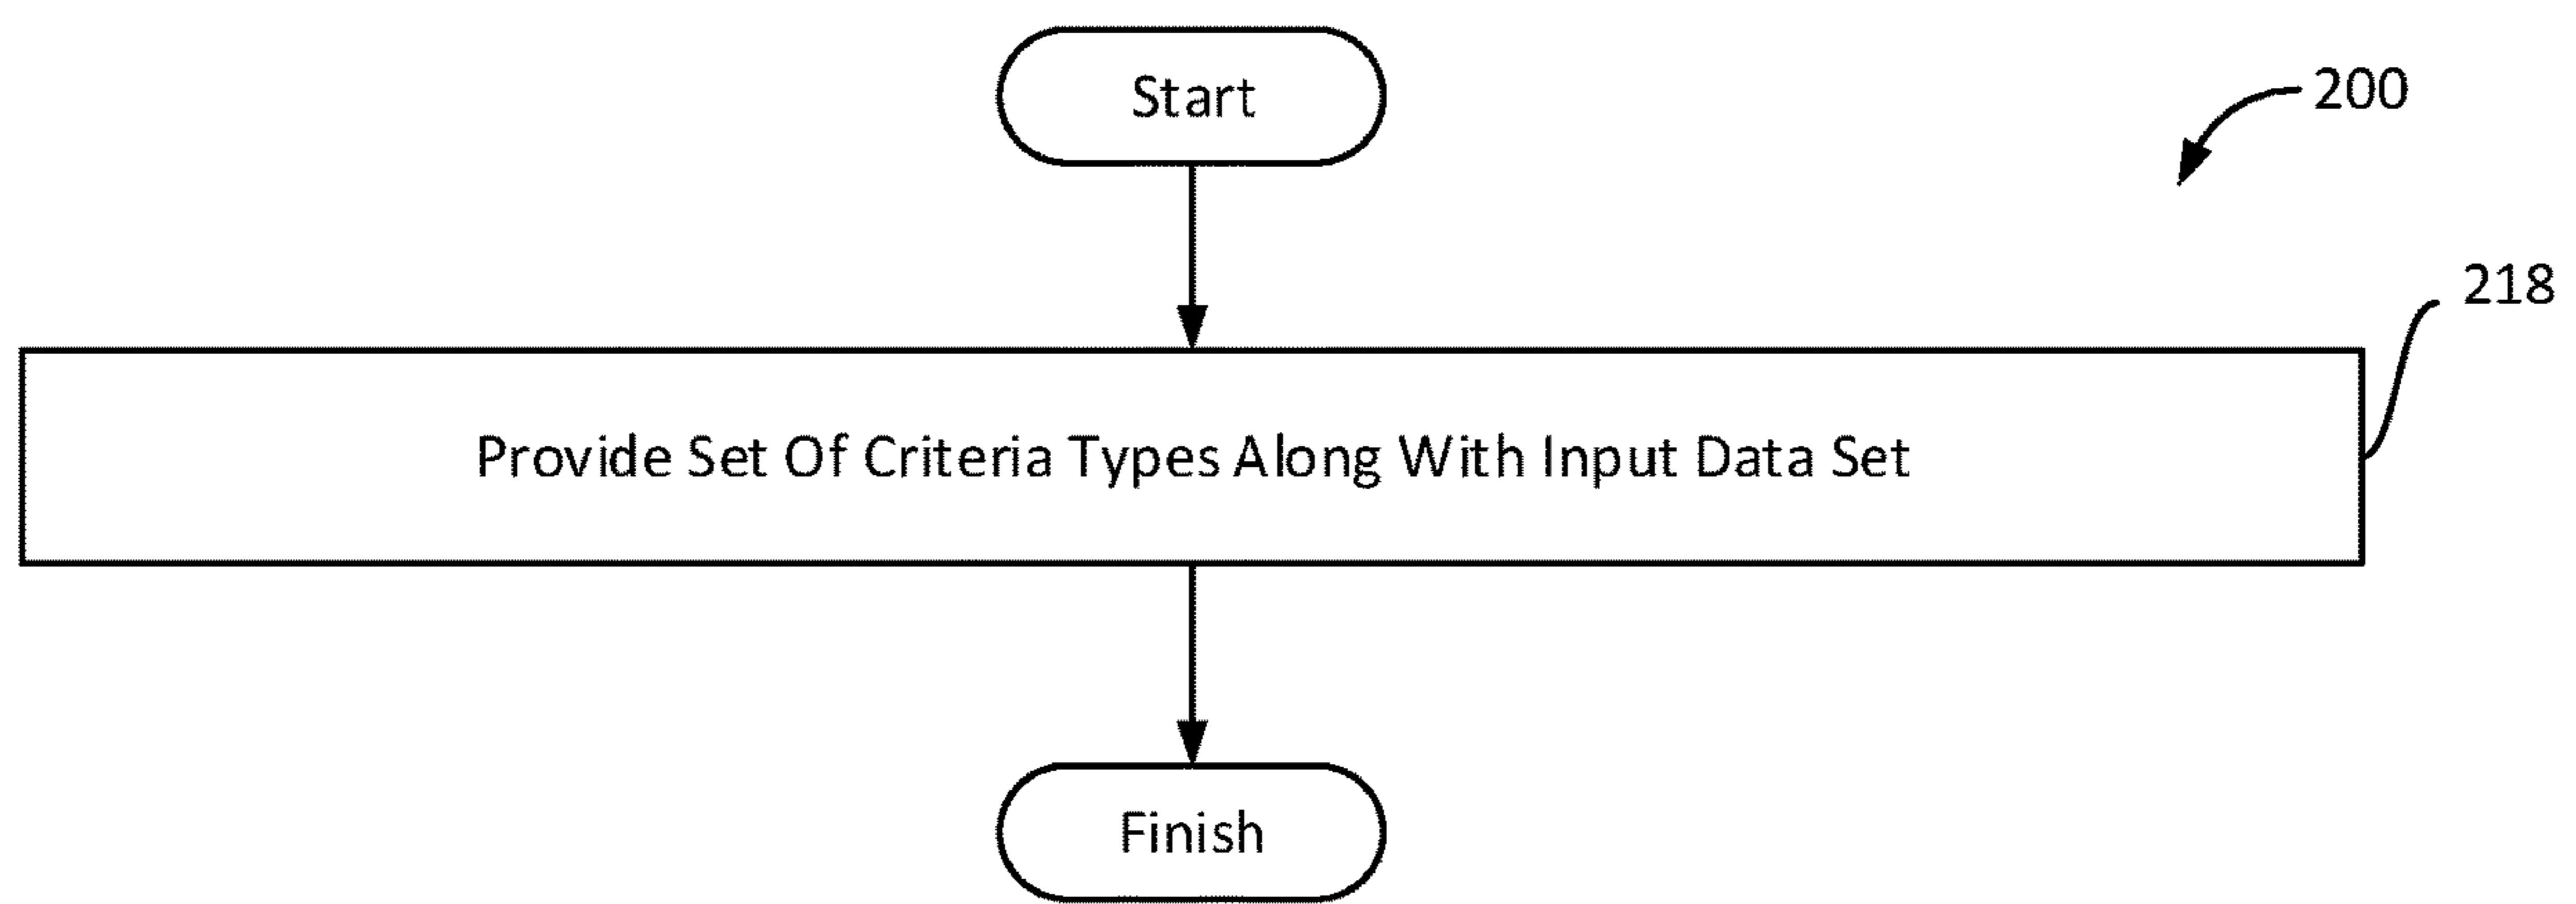 Start
200
218
Provide Set Of Criteria Types Along With Input Data Set
Finish